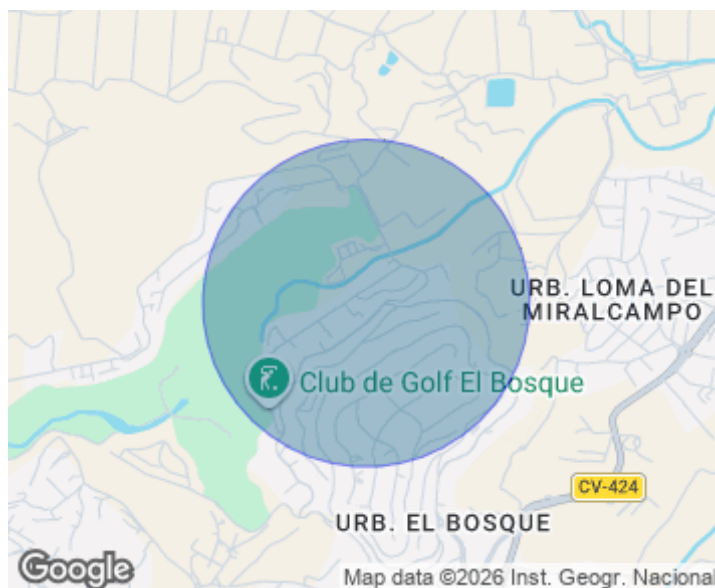 URB. LOMA DEL
MIRALCAMPO
Club de Golf El Bosque
CV-424
URB. EL BOSQUE
Google
Map data ©2026 Inst. Geogr. Nacional